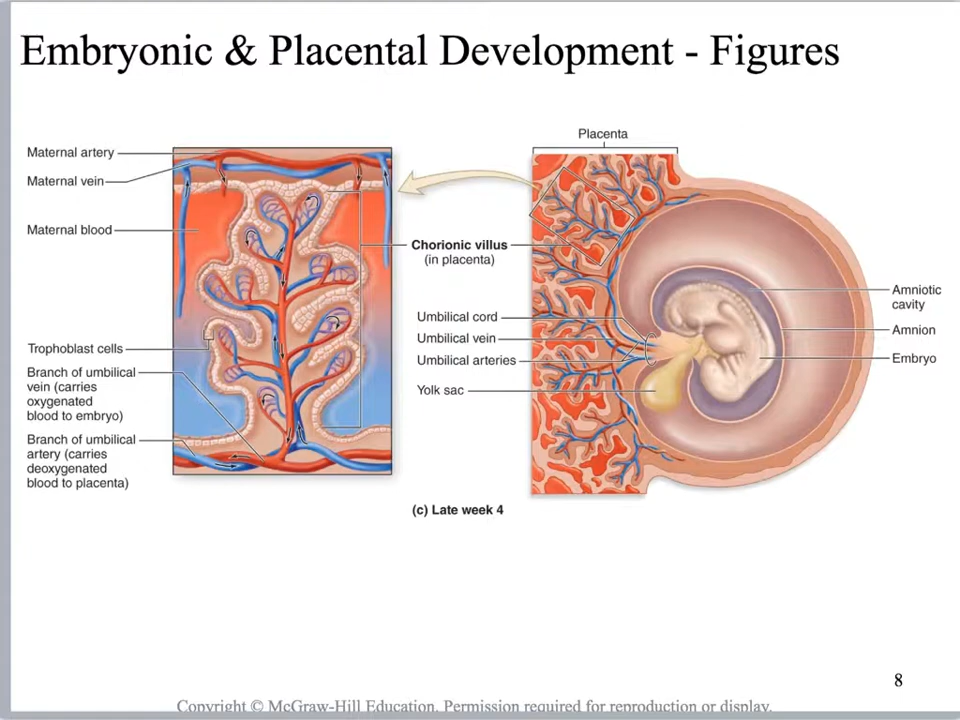 Embryonic & Placental Development - Figures
Placenta
Maternal artery
Maternal vein
Maternal blood
Trophoblast cells
Branch of umbilical
vein (carries
oxygenated
blood to embryo)
Branch of umbilical
artery (carries
deoxygenated
blood to placenta)
Chorionic villus
(in placenta)
Umbilical cord
Umbilical vein
Umbilical arteries
Yolk sac
Amniotic
cavity
Amnion
Embryo
(c) Late week 4
8
Copyright © McGraw-Hill Education. Permission required for reproduction or display.